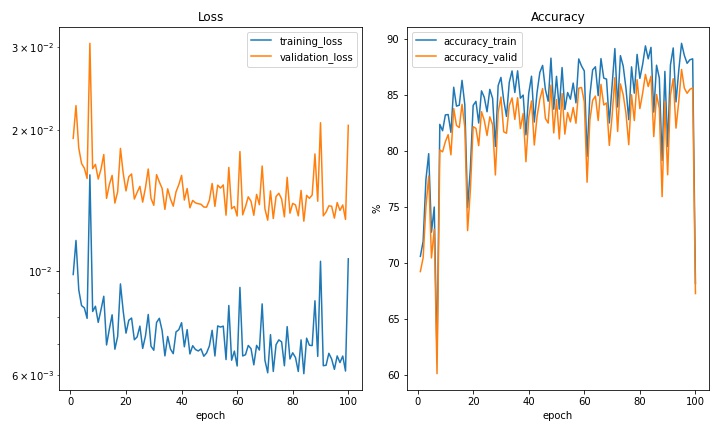 Loss
training_loss
validation_loss
3 × 10⁻²
2 × 10⁻²
10⁻²
6 × 10⁻³
0 20 40 60 80 100
epoch
Accuracy
accuracy_train
accuracy_valid
90
85
80
75
70
65
60
%
0 20 40 60 80 100
epoch